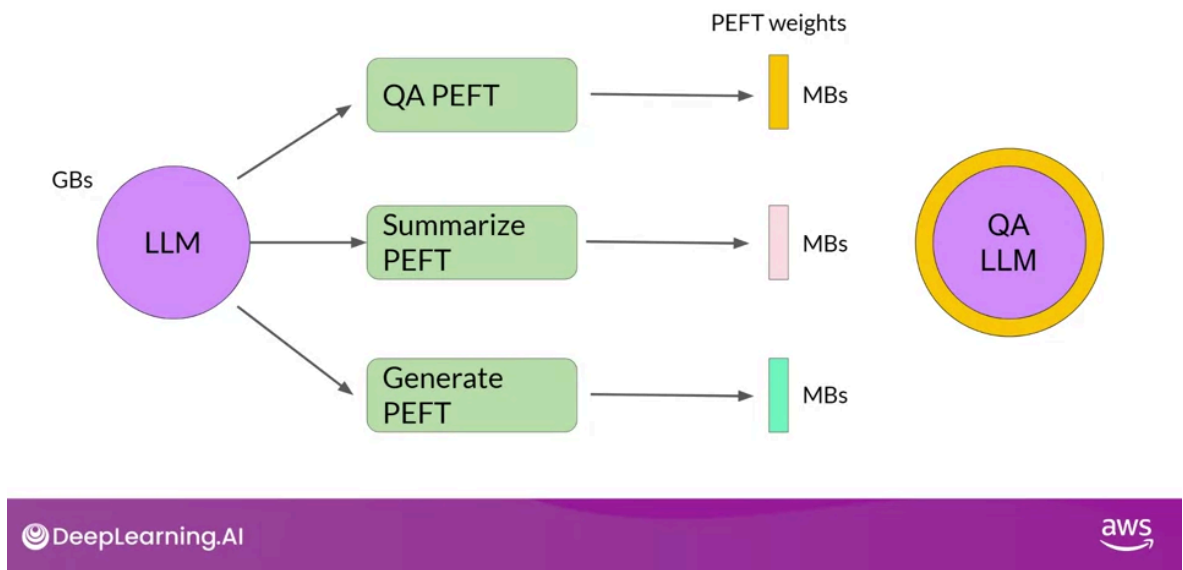 PEFT weights
QA PEFT
MBs
GBs
LLM
Summarize
PEFT
MBs
QA
LLM
Generate
PEFT
MBs
DeepLearning.AI
aws